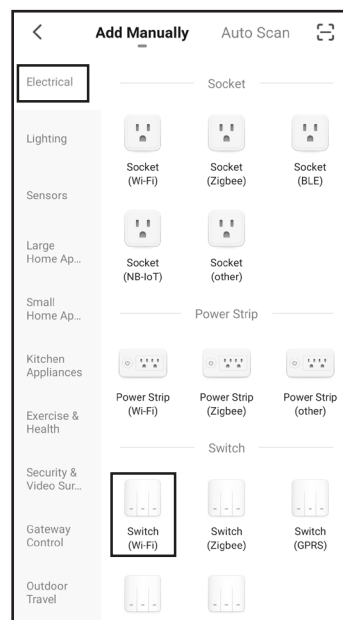 Add Manually
Auto Scan
Electrical
Lighting
Sensors
Large
Home Ap...
Small
Home Ap...
Kitchen
Appliances
Exercise &
Health
Security &
Video Sur...
Gateway
Control
Outdoor
Travel
Socket
Socket
(Wi-Fi)
Socket
(Zigbee)
Socket
(BLE)
Socket
(NB-IoT)
Socket
(other)
Power Strip
Power Strip
(Wi-Fi)
Power Strip
(Zigbee)
Power Strip
(other)
Switch
Switch
(Wi-Fi)
Switch
(Zigbee)
Switch
(GPRS)